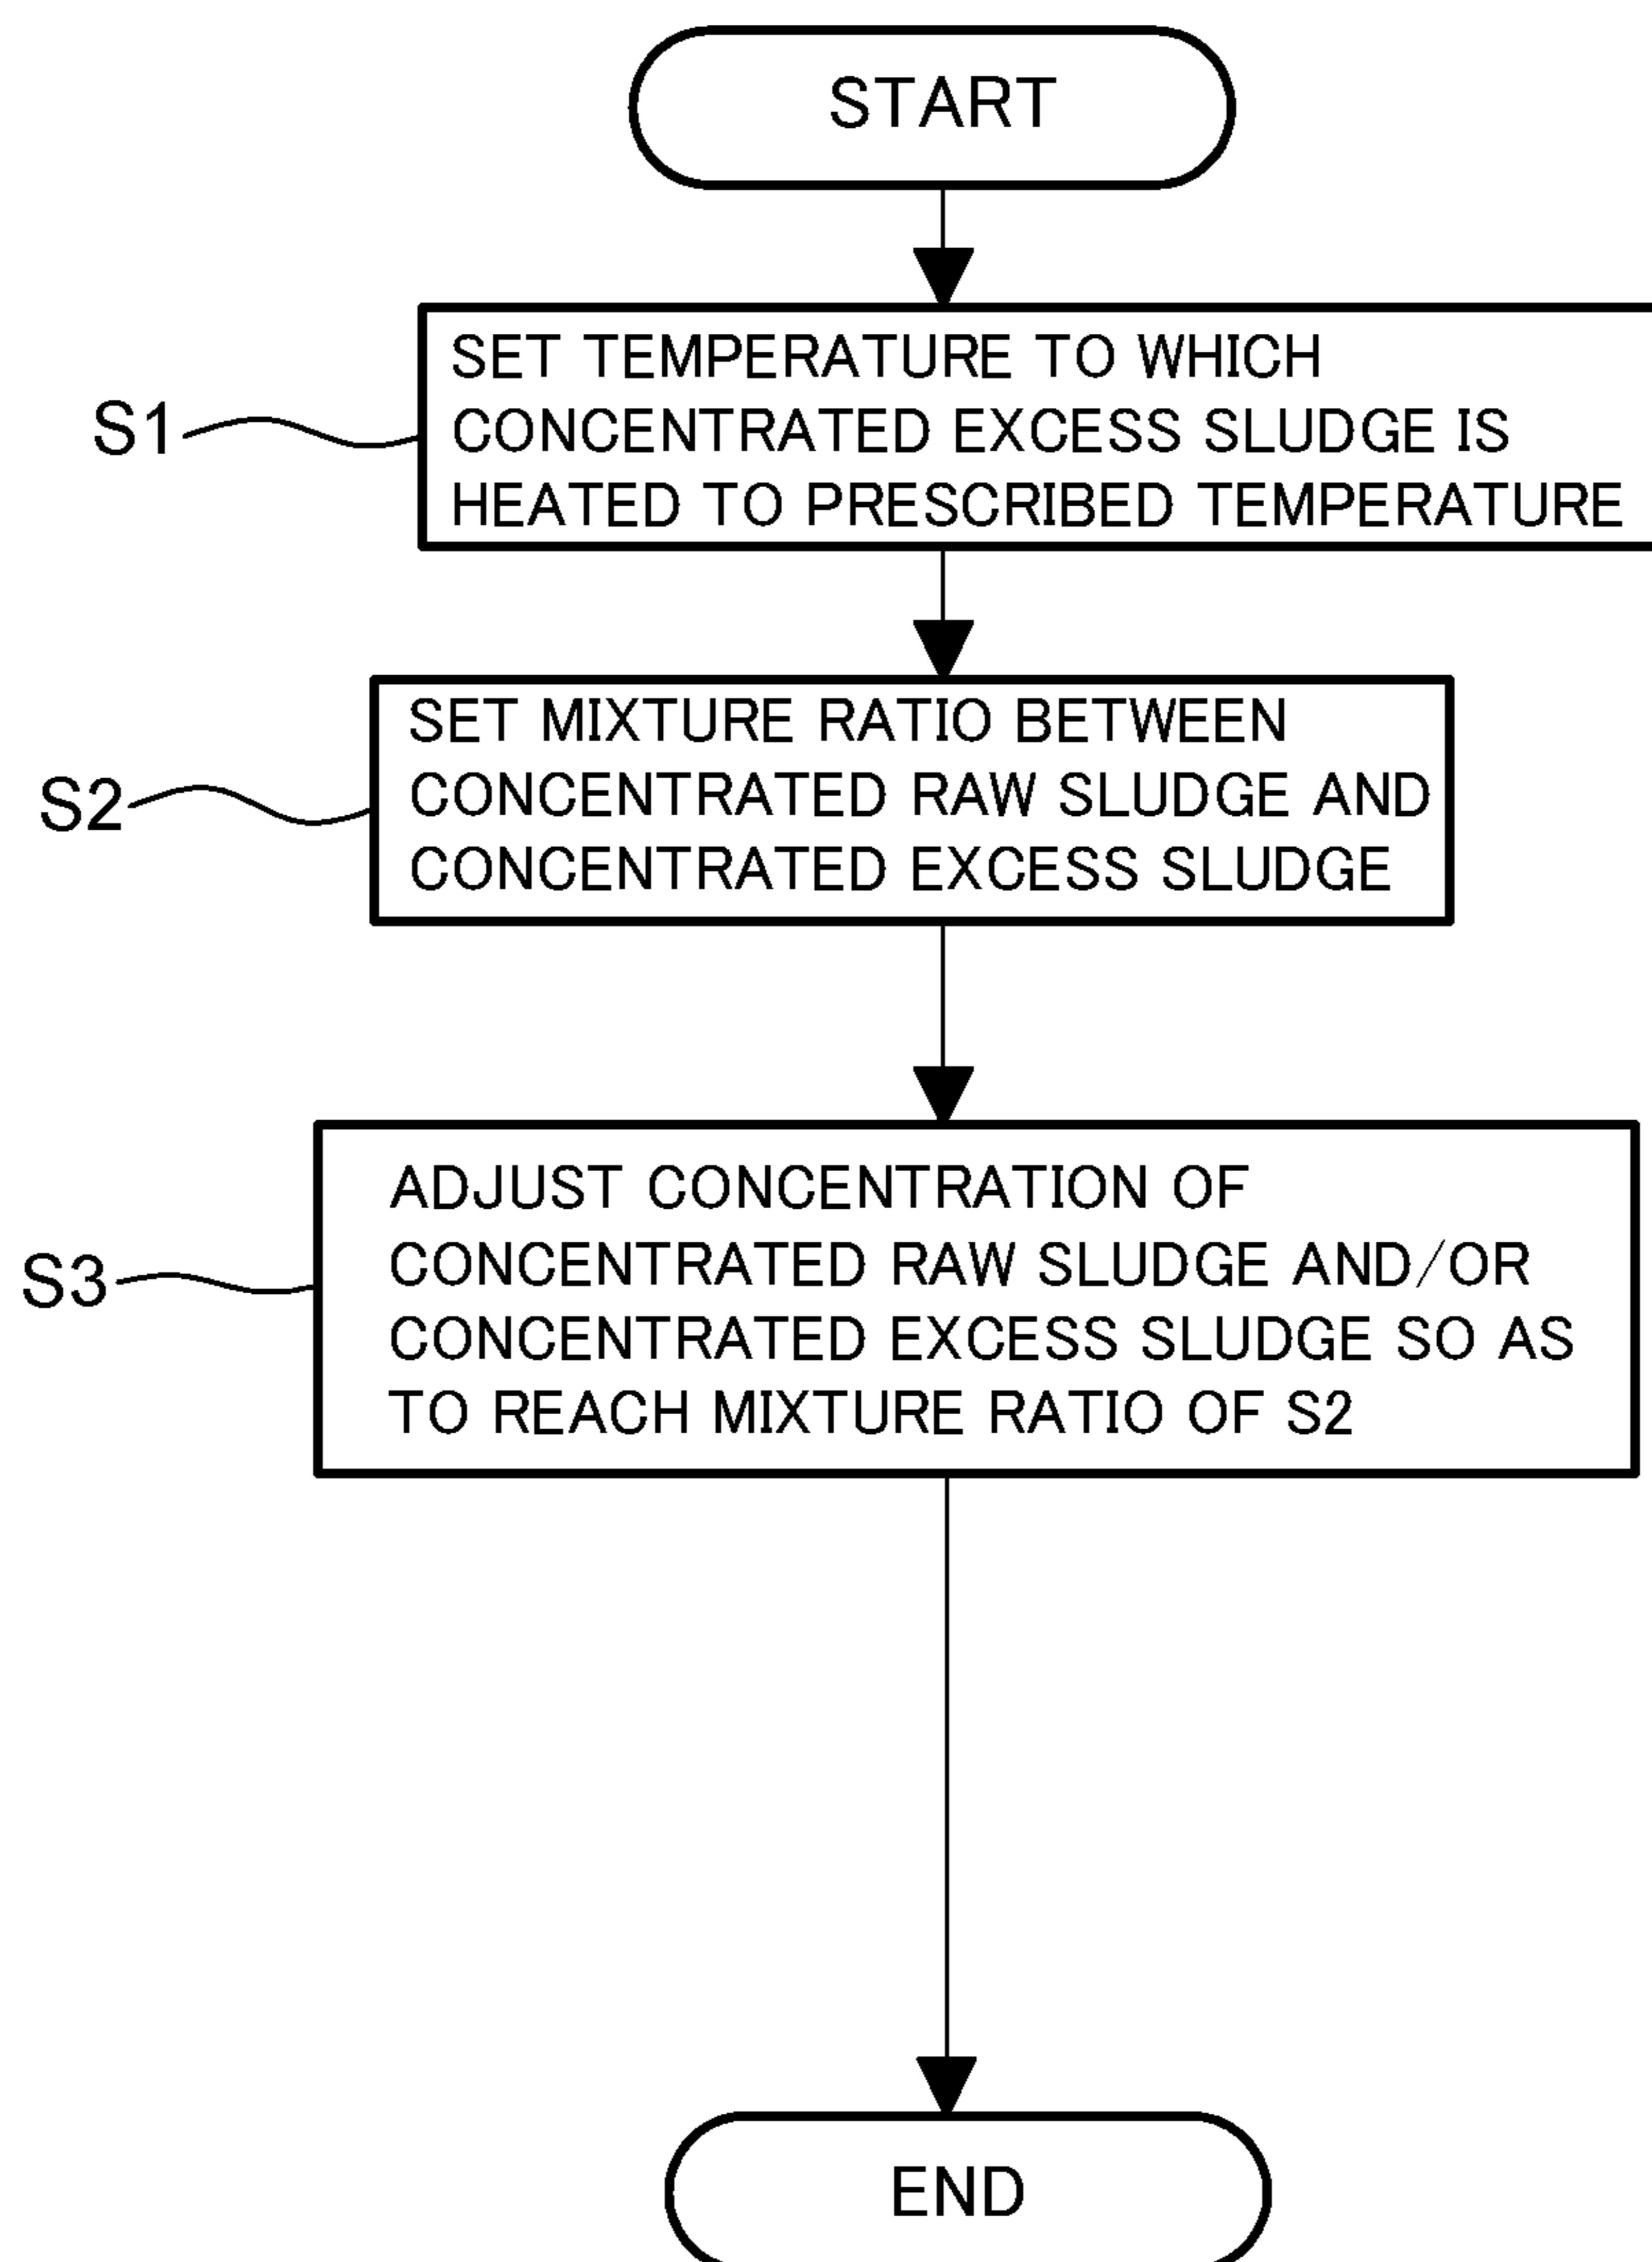 START
S1
SET TEMPERATURE TO WHICH
CONCENTRATED EXCESS SLUDGE IS
HEATED TO PRESCRIBED TEMPERATURE
S2
SET MIXTURE RATIO BETWEEN
CONCENTRATED RAW SLUDGE AND
CONCENTRATED EXCESS SLUDGE
S3
ADJUST CONCENTRATION OF
CONCENTRATED RAW SLUDGE AND/OR
CONCENTRATED EXCESS SLUDGE SO AS
TO REACH MIXTURE RATIO OF S2
END